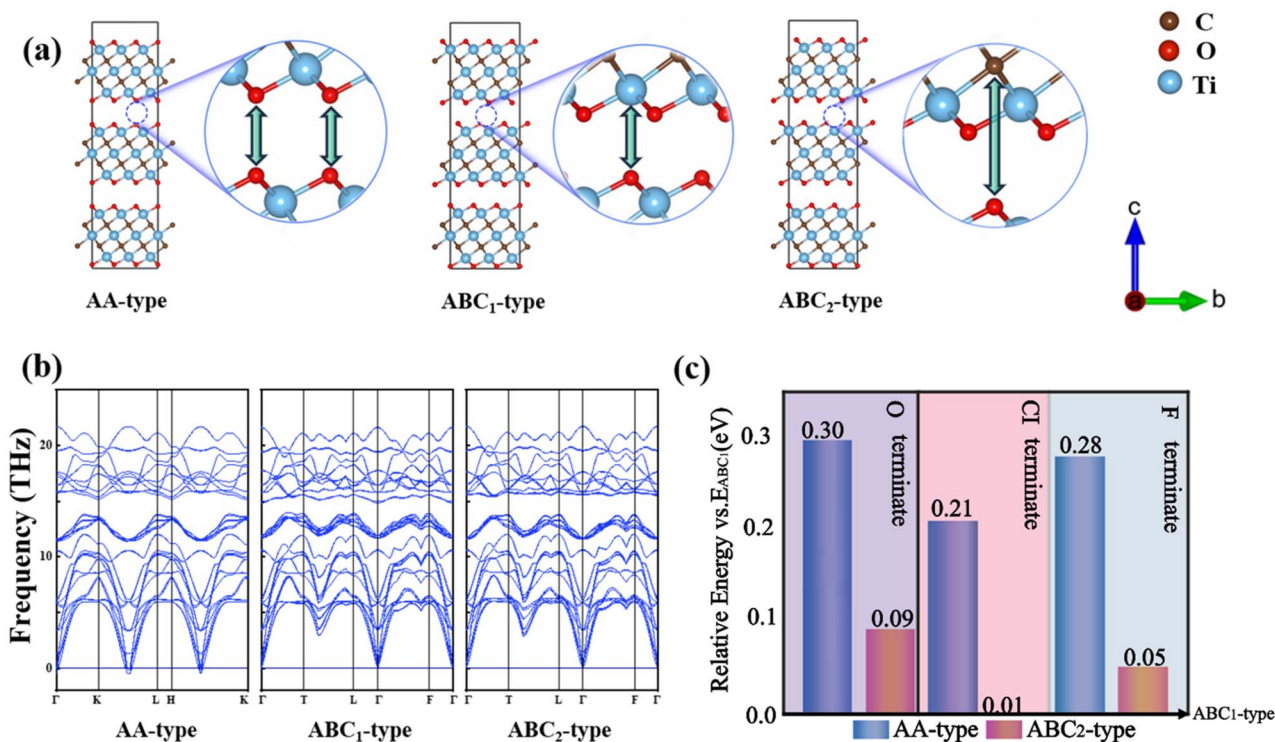 (a)
C
O
Ti
AA-type
ABC₁-type
ABC₂-type
c
a
b
(b)
Frequency (THz)
20
10
0
Γ K L H K
Γ T L Γ F Γ
Γ T L Γ F Γ
AA-type
ABC₁-type
ABC₂-type
(c)
Relative Energy vs.E_ABC₁(eV)
0.3
0.2
0.1
0.0
O terminate
CI terminate
F terminate
0.30
0.09
0.21
0.01
0.28
0.05
ABC₁-type
AA-type
ABC₂-type